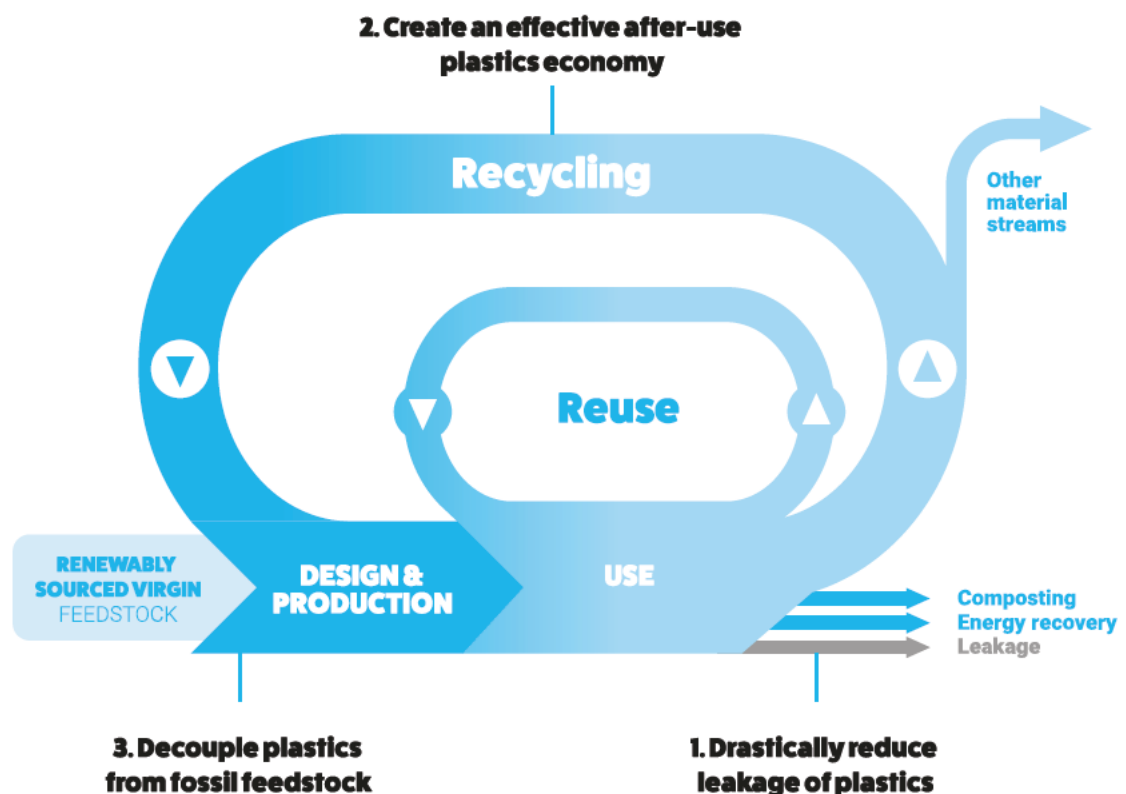 2. Create an effective after-use
plastics economy
Recycling
Other
material
streams
Reuse
RENEWABLY
SOURCED VIRGIN
FEEDSTOCK
DESIGN &
PRODUCTION
USE
Composting
Energy recovery
Leakage
3. Decouple plastics
from fossil feedstock
1. Drastically reduce
leakage of plastics